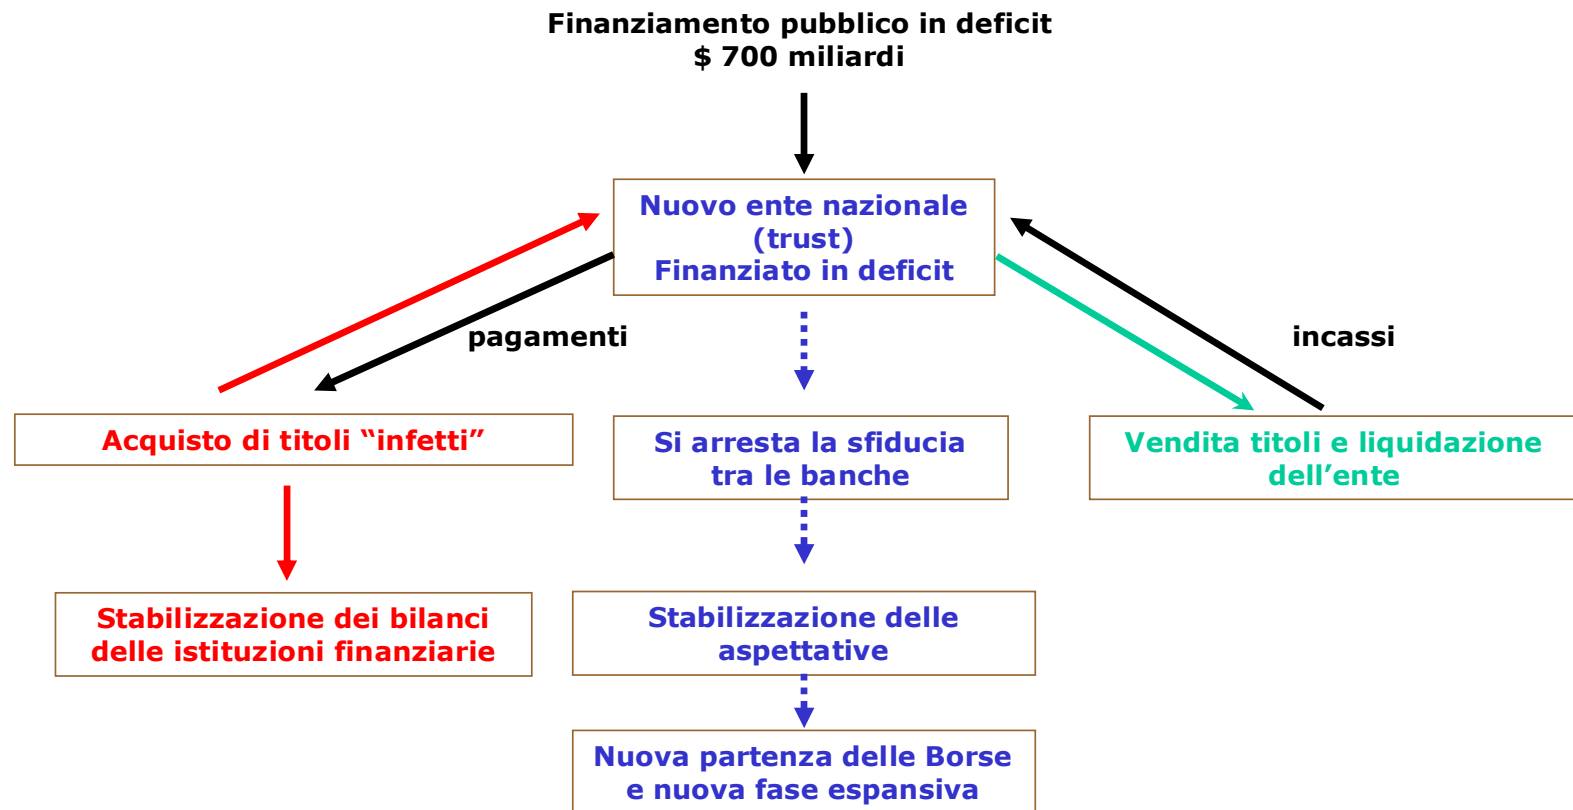 Finanziamento pubblico in deficit
$ 700 miliardi
Nuovo ente nazionale
(trust)
Finanziato in deficit
pagamenti
incassi
Acquisto di titoli “infetti”
Si arresta la sfiducia
tra le banche
Vendita titoli e liquidazione
dell’ente
Stabilizzazione dei bilanci
delle istituzioni finanziarie
Stabilizzazione delle
aspettative
Nuova partenza delle Borse
e nuova fase espansiva